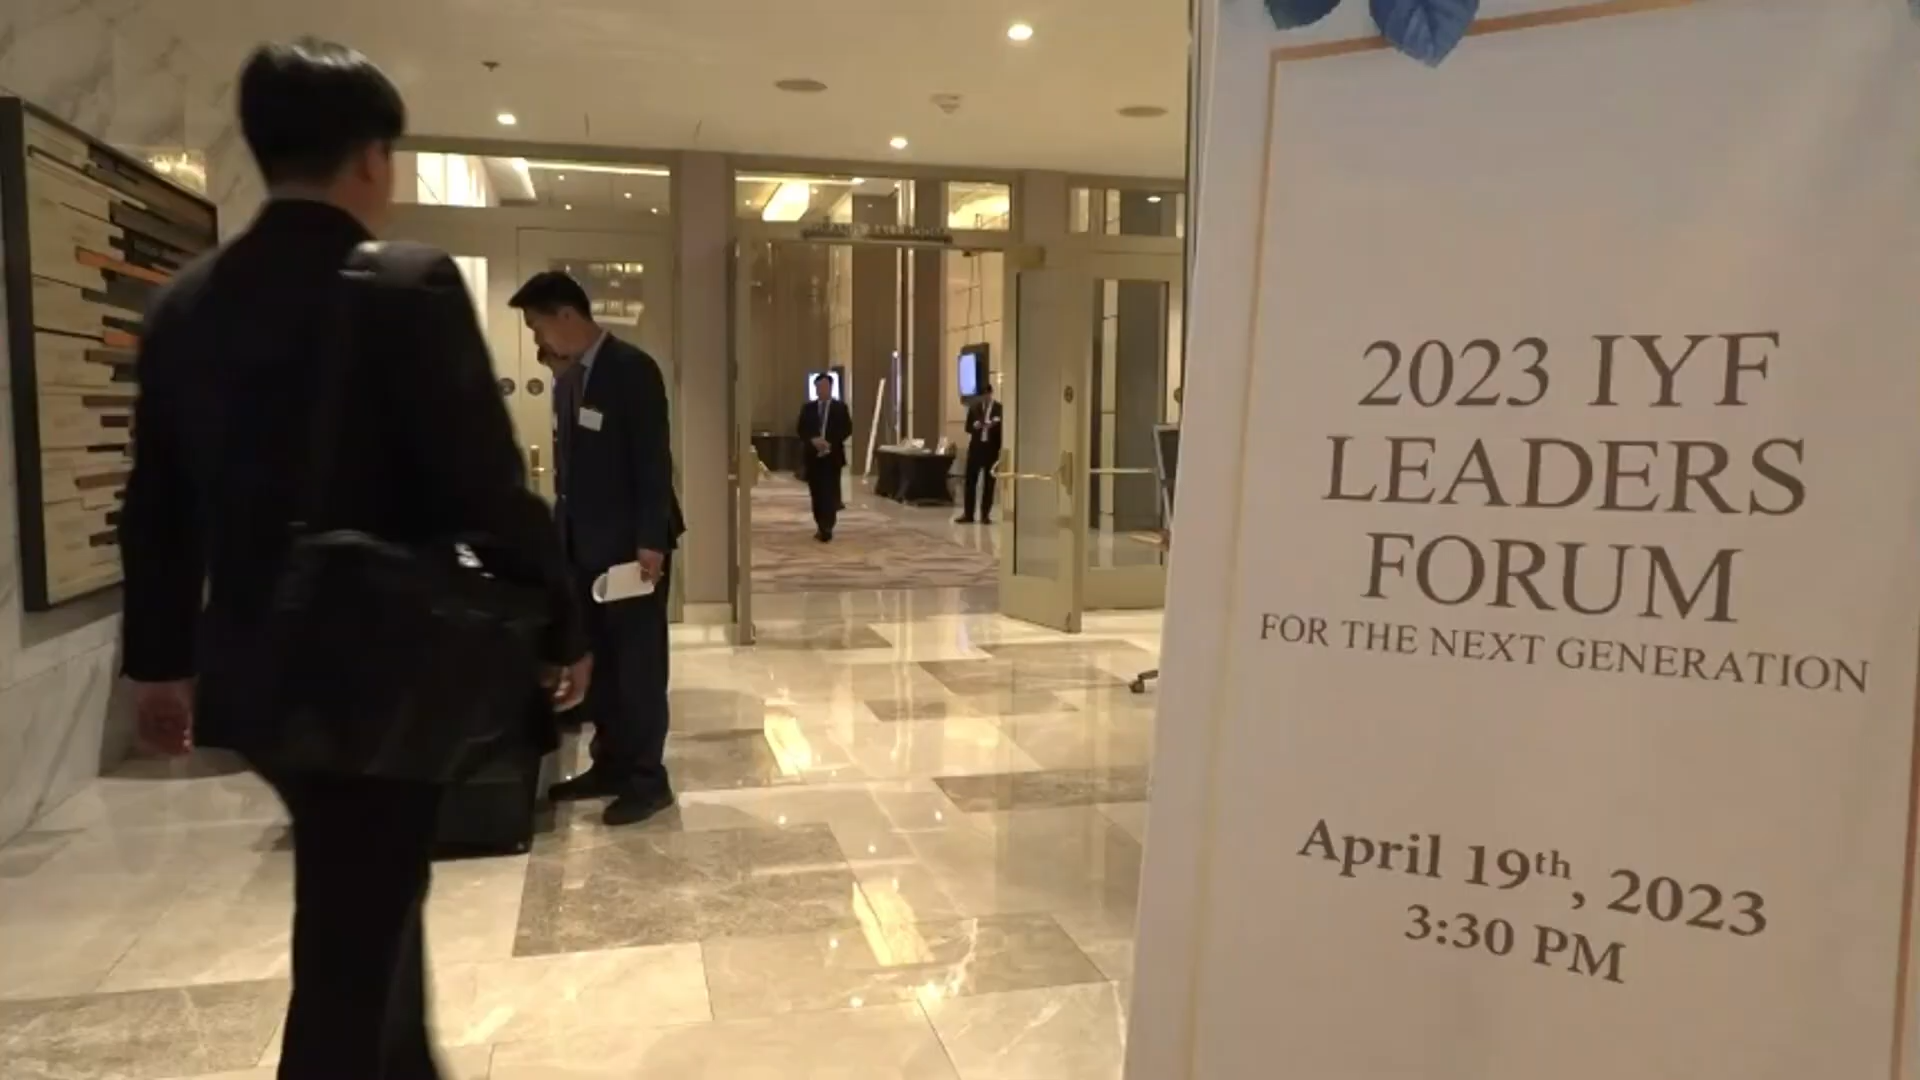 2023 IYF
LEADERS
FORUM
FOR THE NEXT GENERATION
April 19th, 2023
3:30 PM